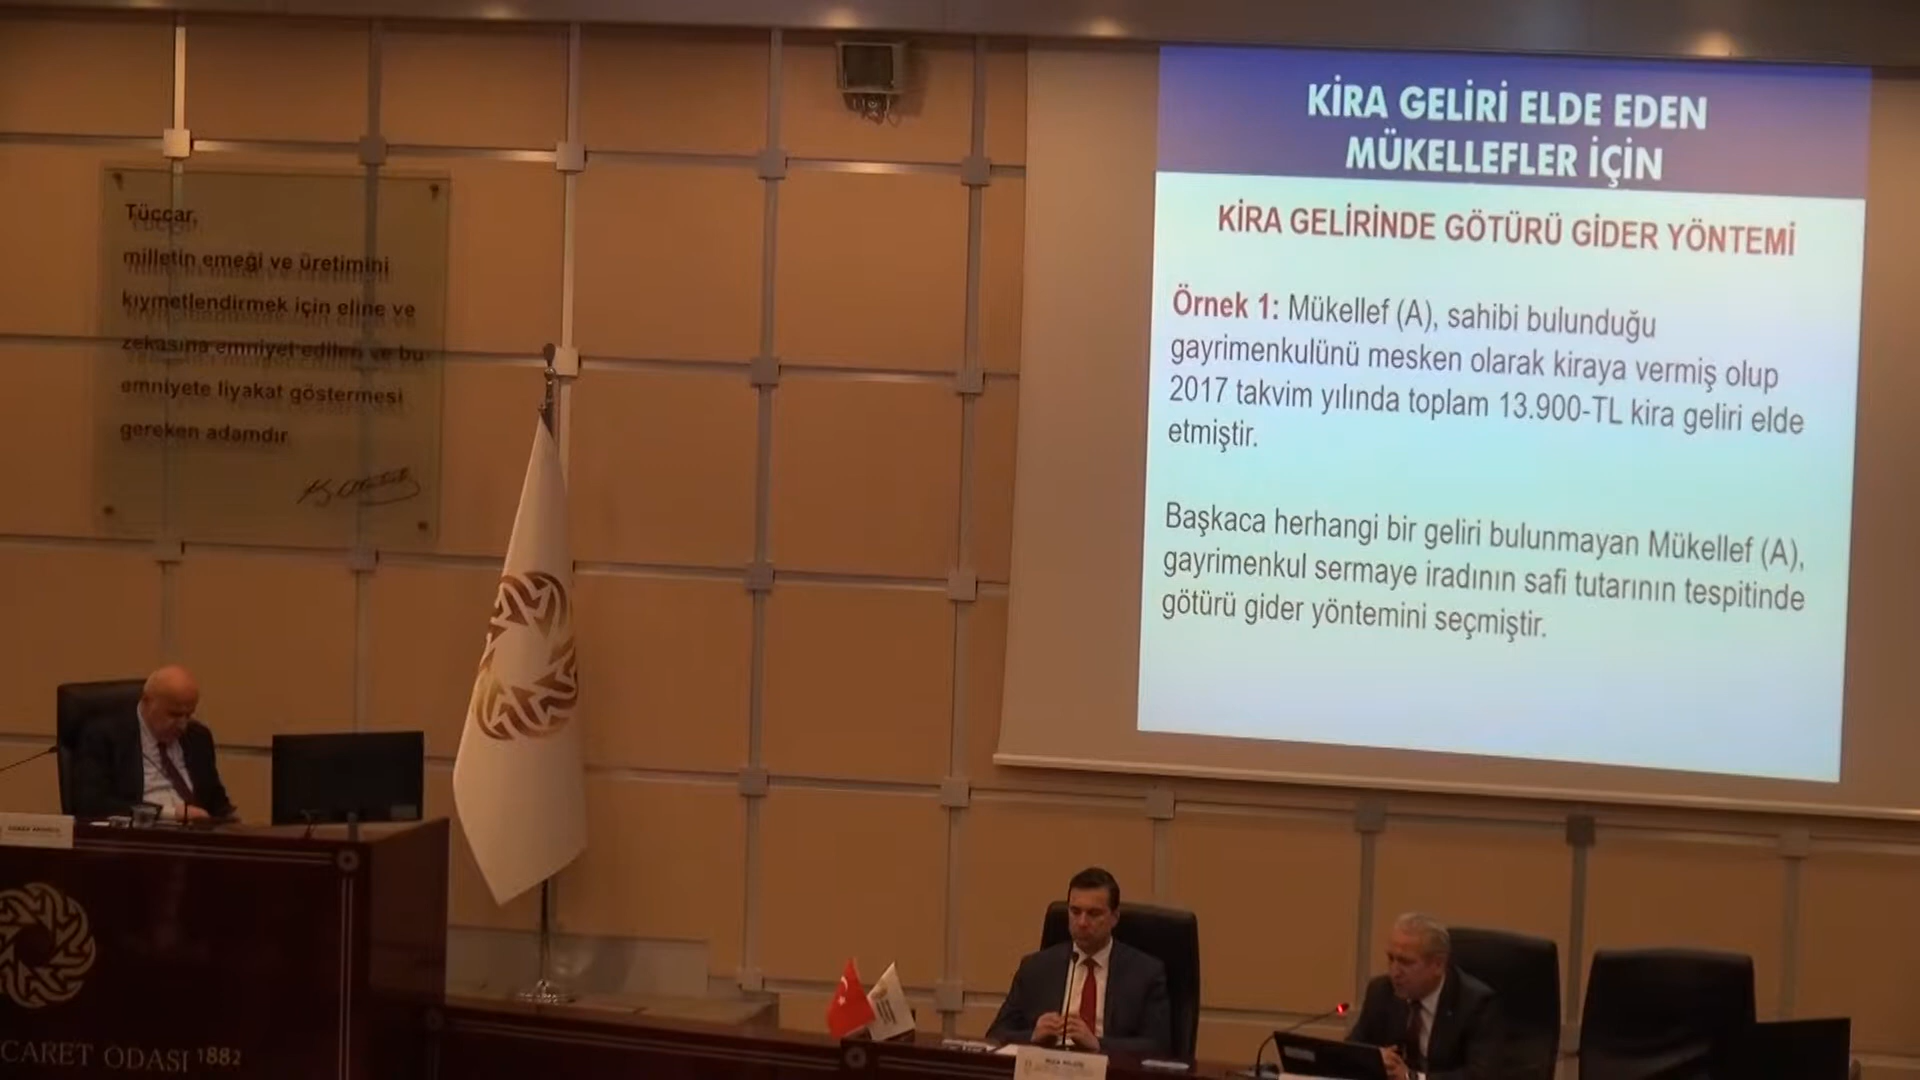 KİRA GELİRİ ELDE EDEN
MÜKELLEFLER İÇİN
KİRA GELİRİNDE GÖTÜRÜ GİDER YÖNTEMİ
Örnek 1: Mükellef (A), sahibi bulunduğu
gayrimenkulünü mesken olarak kiraya vermiş olup
2017 takvim yılında toplam 13.900-TL kira geliri elde
etmiştir.
Başkaca herhangi bir geliri bulunmayan Mükellef (A),
gayrimenkul sermaye iradının safi tutarının tespitinde
götürü gider yöntemini seçmiştir.
Tüccar,
milletin emeği ve üretimini
kıymetlendirmek için eline ve
zekasına emniyet edilen ve bu
emniyete liyakat göstermesi
gereken adamdır.
CARET ODASI 1882